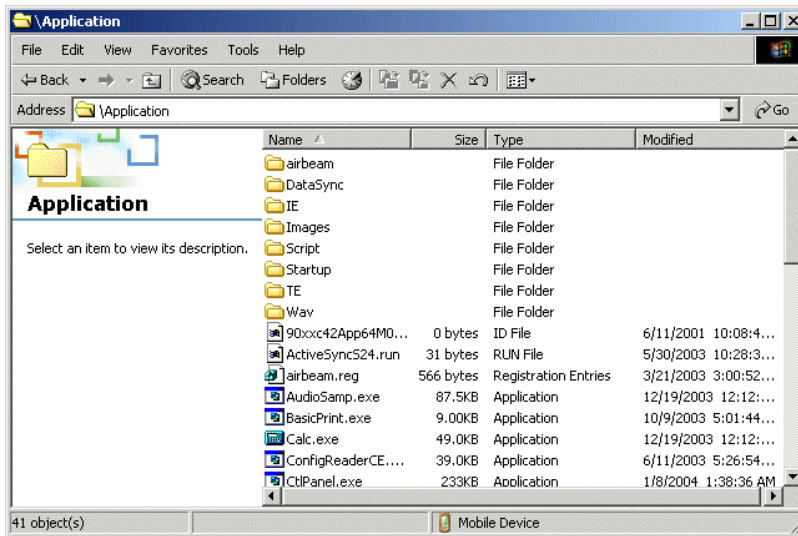 \Application
File Edit View Favorites Tools Help
Back Search Folders
Address \Application Go
Application
Select an item to view its description.
Name Size Type Modified
airbeam File Folder
DataSync File Folder
IE File Folder
Images File Folder
Script File Folder
Startup File Folder
TE File Folder
Wav File Folder
90xxc42App64M0... 0 bytes ID File 6/11/2001 10:08:4...
ActiveSyncS24.run 31 bytes RUN File 5/30/2003 10:28:3...
airbeam.reg 566 bytes Registration Entries 3/21/2003 3:00:52...
AudioSamp.exe 87.5KB Application 12/19/2003 12:12:...
BasicPrint.exe 9.00KB Application 10/9/2003 5:01:44...
Calc.exe 49.0KB Application 12/19/2003 12:12:...
ConfigReaderCE.... 39.0KB Application 6/11/2003 5:26:54...
CtlPanel.exe 233KB Application 1/8/2004 1:38:36 AM
41 object(s) Mobile Device